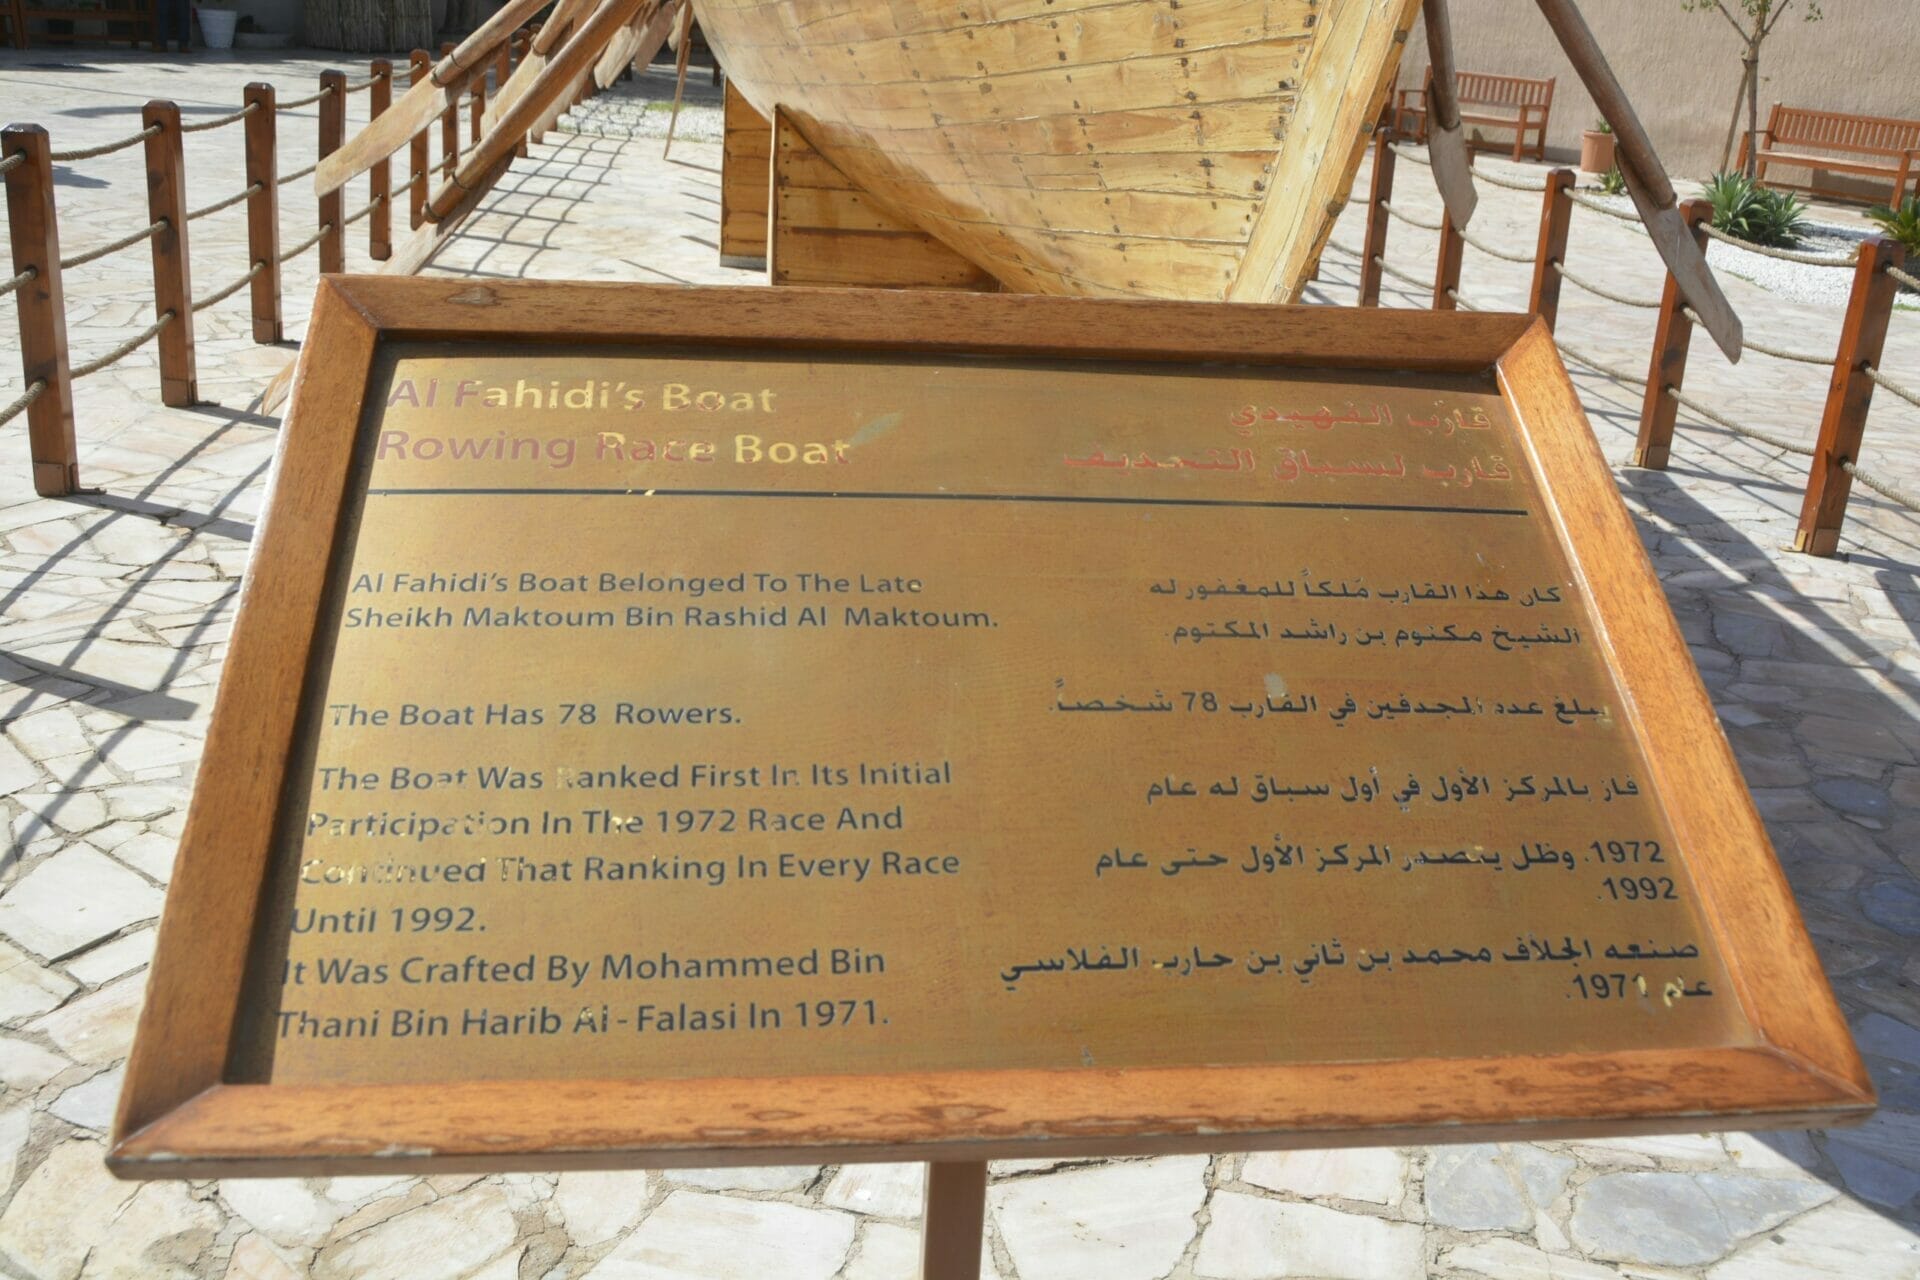 Al Fahidi's Boat
Rowing Race Boat
Al Fahidi's Boat Belonged To The Late
Sheikh Maktoum Bin Rashid Al Maktoum.
The Boat Has 78 Rowers.
The Boat Was Ranked First In Its Initial
Participation In The 1972 Race And
Continued That Ranking In Every Race
Until 1992.
It Was Crafted By Mohammed Bin
Thani Bin Harib Al - Falasi In 1971.
قارب الفهيدي
قارب لسباق التجديف
كان هذا القارب مُلكاً للمغفور له
الشيخ مكتوم بن راشد المكتوم.
يبلغ عدد المجدفين في القارب 78 شخصاً.
فاز بالمركز الأول في أول سباق له عام
1972. وظل يتصدر المركز الأول حتى عام
1992.
صنعه الجلاف محمد بن ثاني بن حارب الفلاسي
عام 1971.